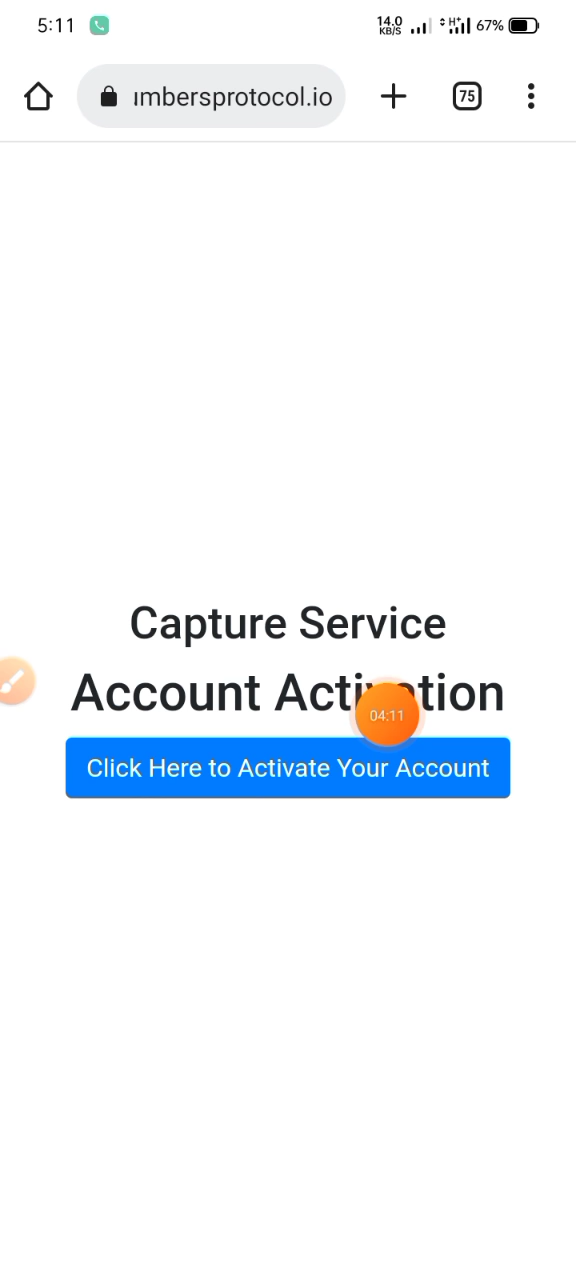 5:11
14.0
KB/S
H+
67%
umbersprotocol.io
75
Capture Service
Account Activation
04:11
Click Here to Activate Your Account